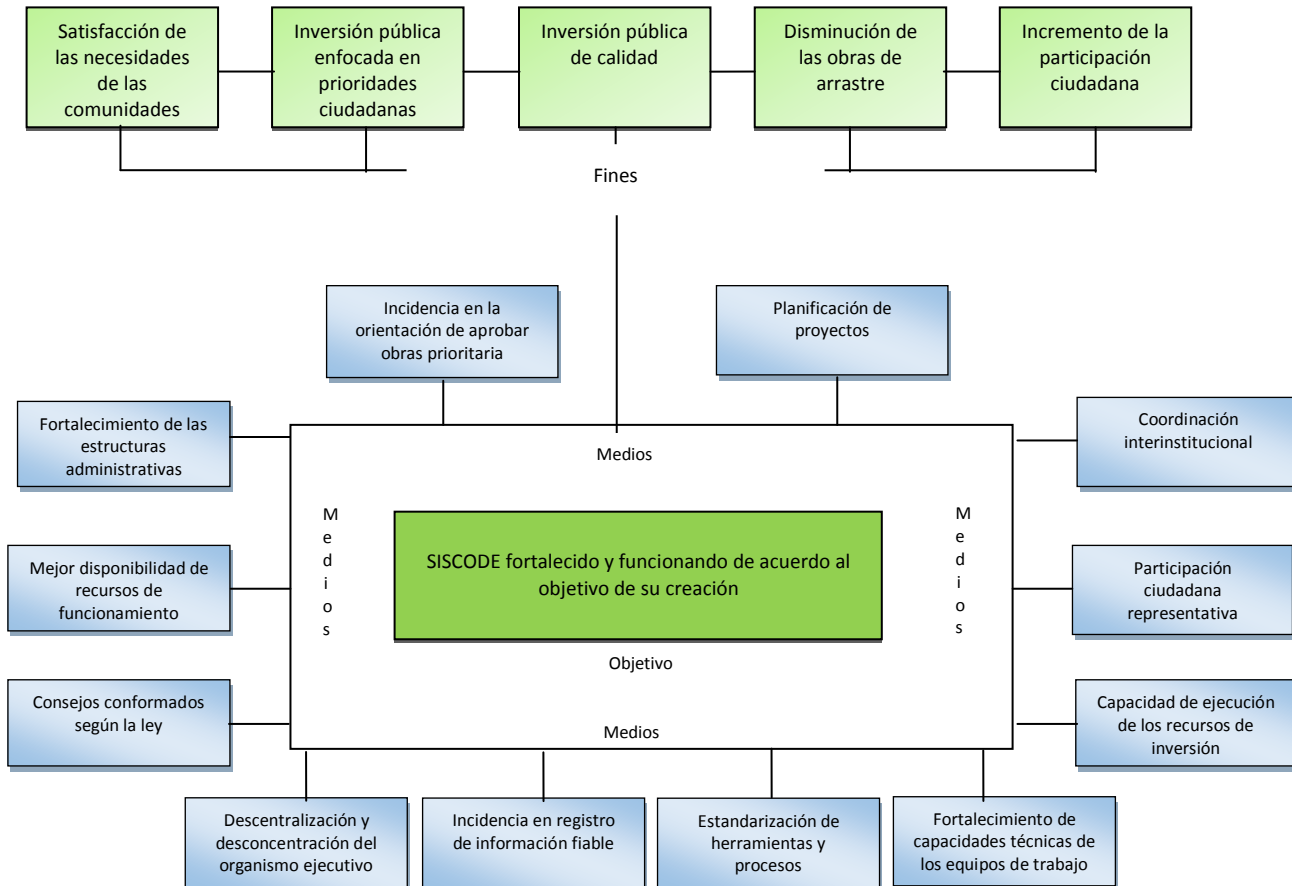 Satisfacción de
las necesidades
de las
comunidades
Inversión pública
enfocada en
prioridades
ciudadanas
Inversión pública
de calidad
Disminución de
las obras de
arrastre
Incremento de la
participación
ciudadana
Fines
Incidencia en la
orientación de aprobar
obras prioritaria
Planificación de
proyectos
Fortalecimiento de las
estructuras
administrativas
Coordinación
interinstitucional
Medios
Medios
SISCODE fortalecido y funcionando de acuerdo al
objetivo de su creación
Medios
Mejor disponibilidad de
recursos de
funcionamiento
Participación
ciudadana
representativa
Objetivo
Consejos conformados
según la ley
Medios
Capacidad de ejecución
de los recursos de
inversión
Descentralización y
desconcentración del
organismo ejecutivo
Incidencia en registro
de información fiable
Estandarización de
herramientas y
procesos
Fortalecimiento de
capacidades técnicas de
los equipos de trabajo